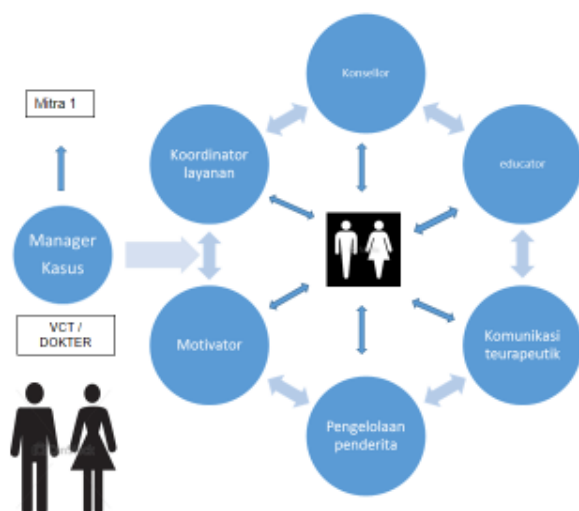 Mitra 1
Manager
Kasus
VCT /
DOKTER
Konsellor
Koordinator
layanan
educator
Motivator
Komunikasi
teurapeutik
Pengelolaan
penderita